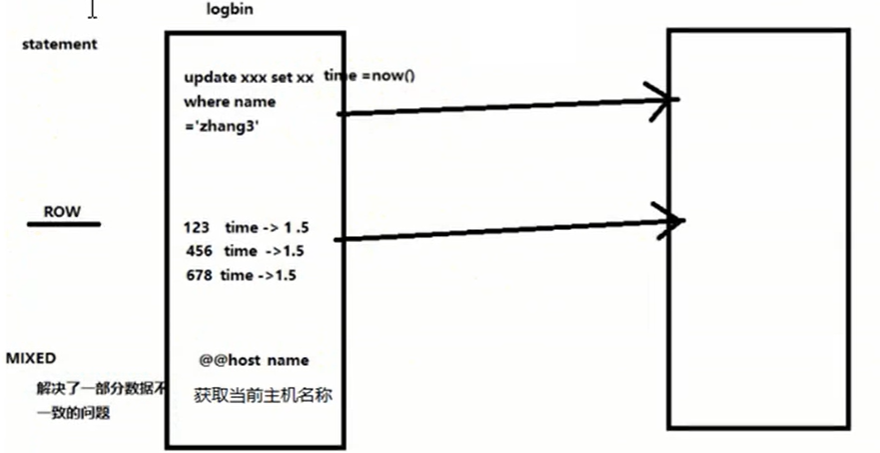 logbin
statement
update xxx set xx time =now()
where name
='zhang3'
ROW
123 time -> 1 .5
456 time ->1.5
678 time ->1.5
MIXED
@@host name
解决了一部分数据不
一致的问题
获取当前主机名称